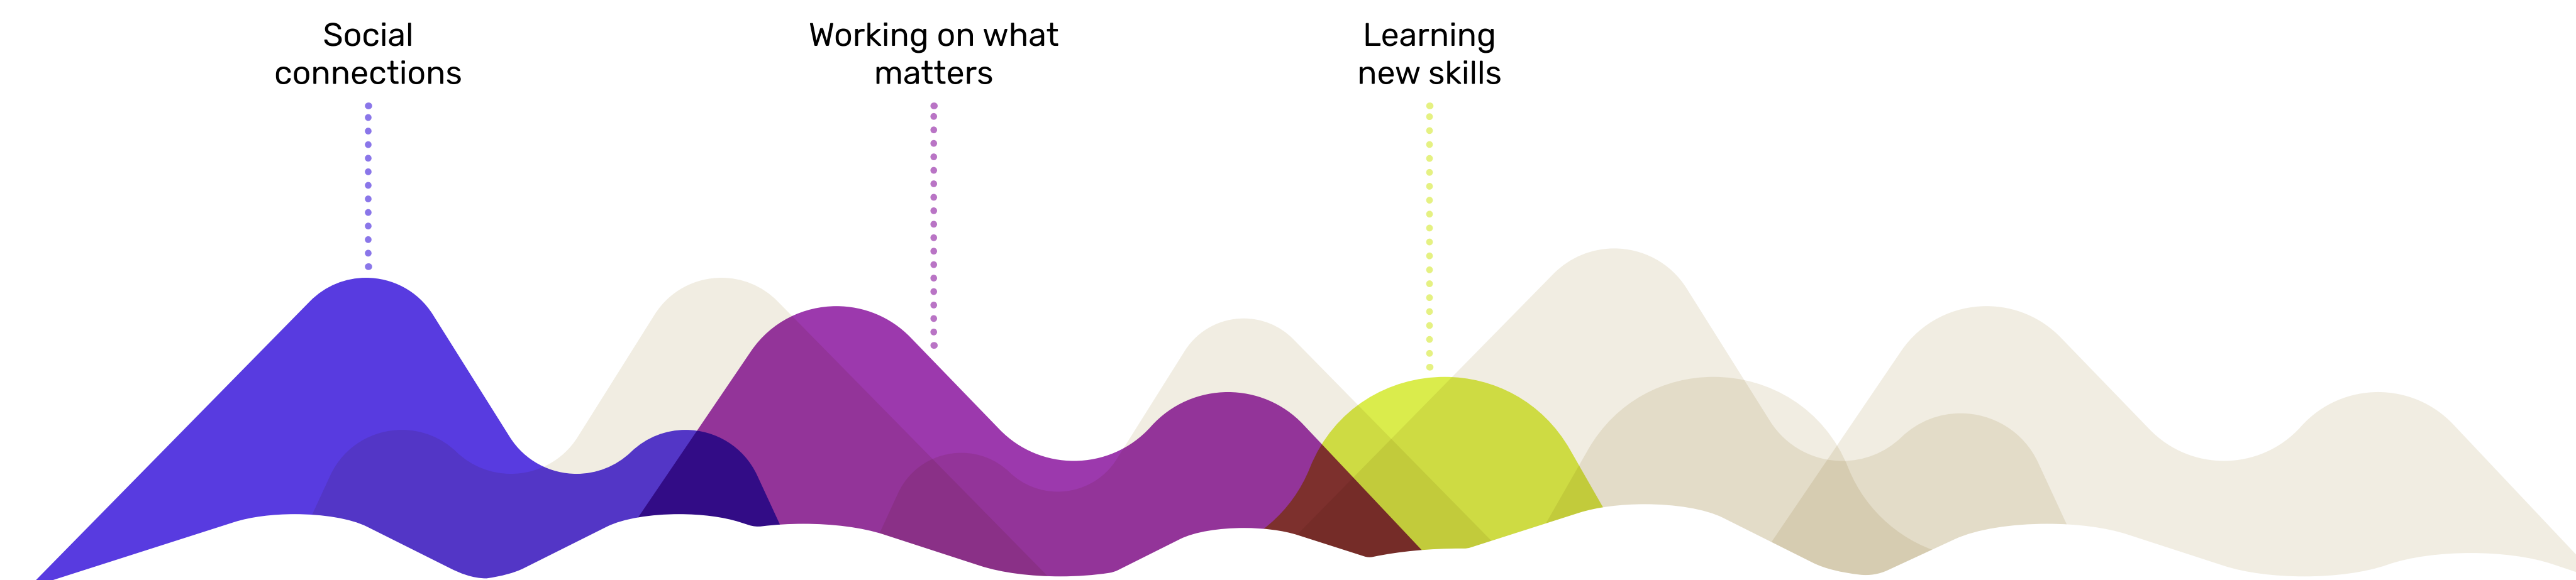 Social
connections
Working on what
matters
Learning
new skills